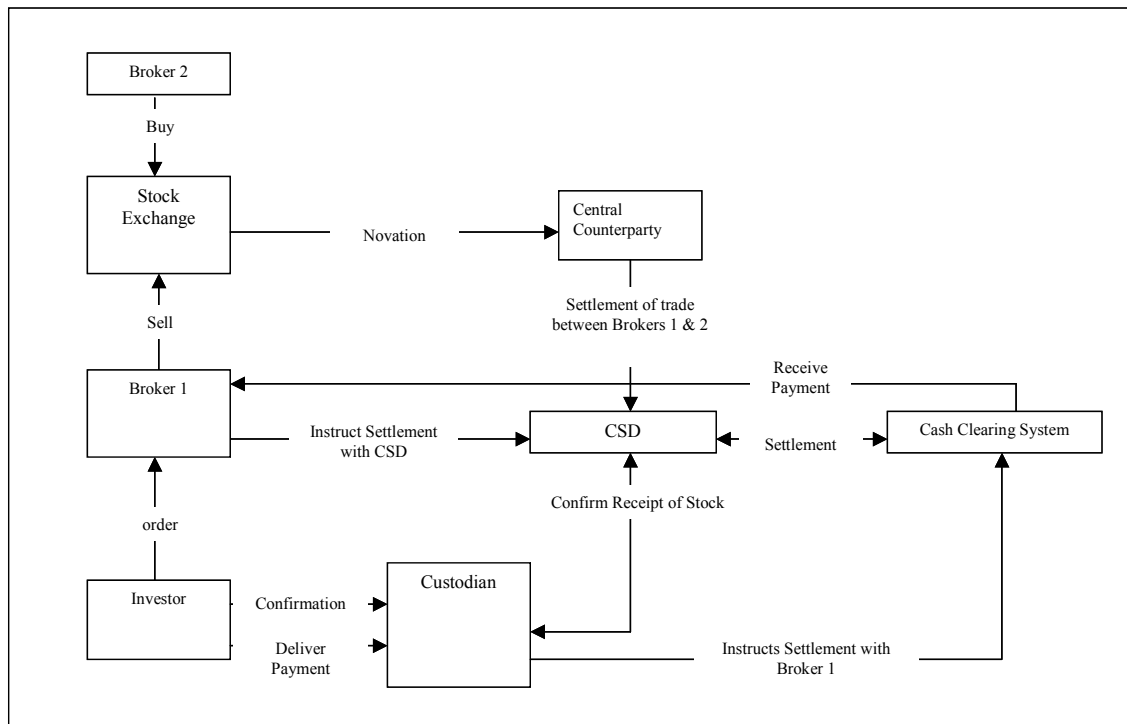 Broker 2
Buy
Stock
Exchange
Novation
Central
Counterparty
Settlement of trade
between Brokers 1 & 2
Sell
Receive
Payment
Broker 1
Instruct Settlement
with CSD
CSD
Settlement
Cash Clearing System
Confirm Receipt of Stock
order
Investor
Confirmation
Deliver
Payment
Custodian
Instructs Settlement with
Broker 1